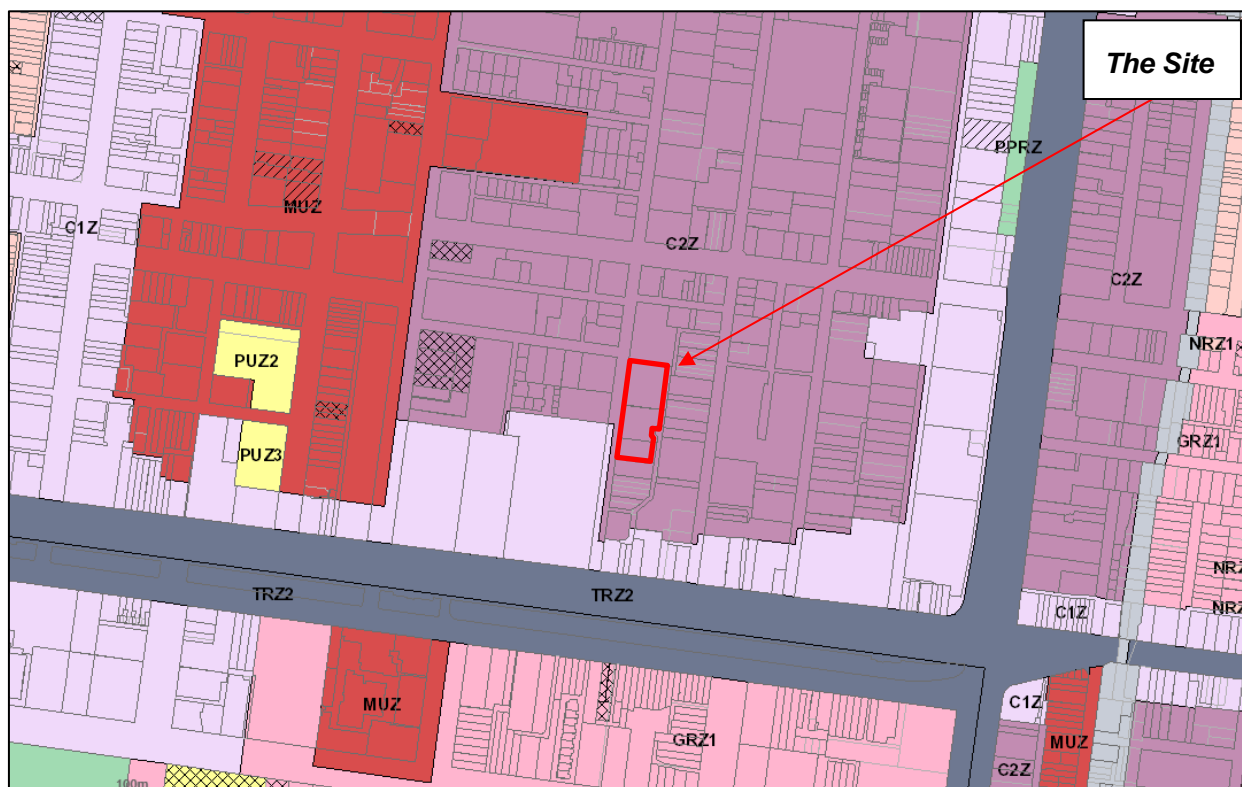 The Site
PPRZ
MUZ
C1Z
C2Z
C2Z
NRZ1
PUZ2
GRZ1
PUZ3
NRZ
TRZ2
TRZ2
NRZ
C1Z
C1Z
MUZ
GRZ1
MUZ
C2Z
100m